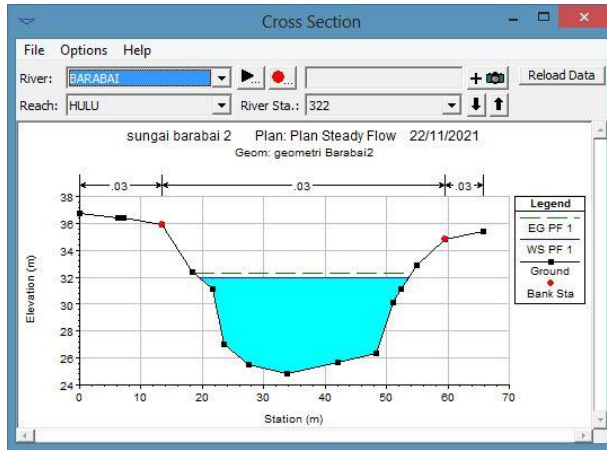 Cross Section
File Options Help
River: BARABAI Reload Data
Reach: HULU River Sta.: 322
sungai barabai 2 Plan: Plan Steady Flow 22/11/2021
Geom: geometri Barabai2
.03 .03 .03
38
36
34
32
30
28
26
24
Elevation (m)
0 10 20 30 40 50 60 70
Station (m)
Legend
EG PF 1
WS PF 1
Ground
Bank Sta